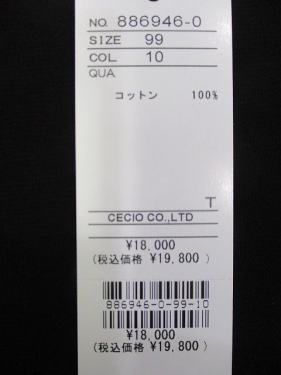 NO. 886946-0
SIZE 99
COL 10
QUA
コットン 100%
T
CECIO CO.,LTD
¥18,000
(税込価格 ¥19,800 )
886946-0-99-10
¥18,000
(税込価格 ¥19,800 )